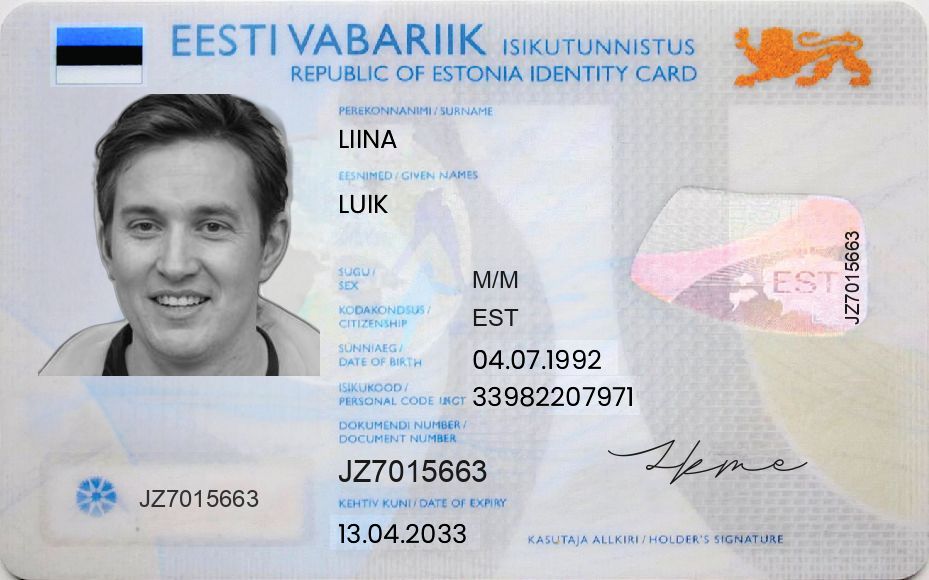 EESTI VABARIIK ISIKUTUNNISTUS
REPUBLIC OF ESTONIA IDENTITY CARD
PEREKONNANIMI / SURNAME
LIINA
EESNIMED / GIVEN NAMES
LUIK
SUGU /
SEX
M/M
KODAKONDSUS /
CITIZENSHIP
EST
SÜNNIAEG /
DATE OF BIRTH
04.07.1992
ISIKUKOOD /
PERSONAL CODE
33982207971
DOKUMENDI NUMBER /
DOCUMENT NUMBER
JZ7015663
KEHTIV KUNI / DATE OF EXPIRY
13.04.2033
JZ7015663
EST
JZ7015663
KASUTAJA ALLKIRI / HOLDER'S SIGNATURE